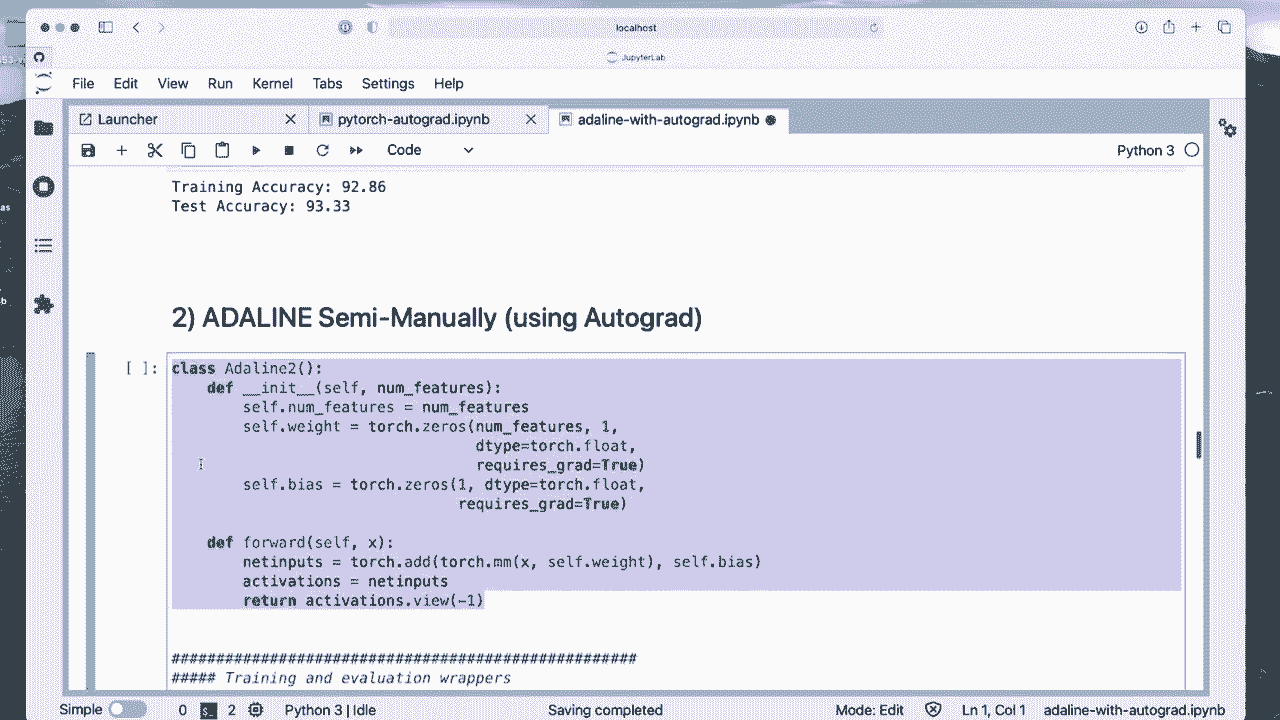 localhost
JupyterLab
File Edit View Run Kernel Tabs Settings Help
Launcher pytorch-autograd.ipynb adaline-with-autograd.ipynb
Code Python 3
Training Accuracy: 92.86
Test Accuracy: 93.33
2) ADALINE Semi-Manually (using Autograd)
[ ]: class Adaline2():
def __init__(self, num_features):
self.num_features = num_features
self.weight = torch.zeros(num_features, 1,
dtype=torch.float,
requires_grad=True)
self.bias = torch.zeros(1, dtype=torch.float,
requires_grad=True)
def forward(self, x):
netinputs = torch.add(torch.mm(x, self.weight), self.bias)
activations = netinputs
return activations.view(-1)
####################################################
##### Training and evaluation wrappers
Simple 0 $_ 2 Python 3 | Idle Saving completed Mode: Edit Ln 1, Col 1 adaline-with-autograd.ipynb